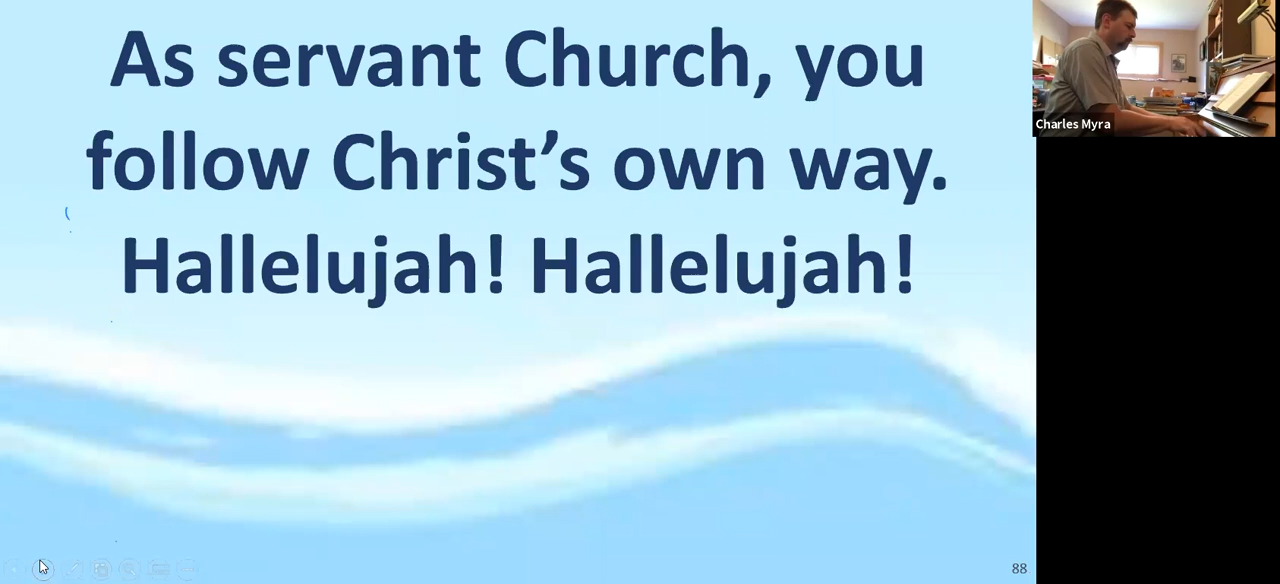 As servant Church, you
follow Christ’s own way.
Hallelujah! Hallelujah!
Charles Myra
88